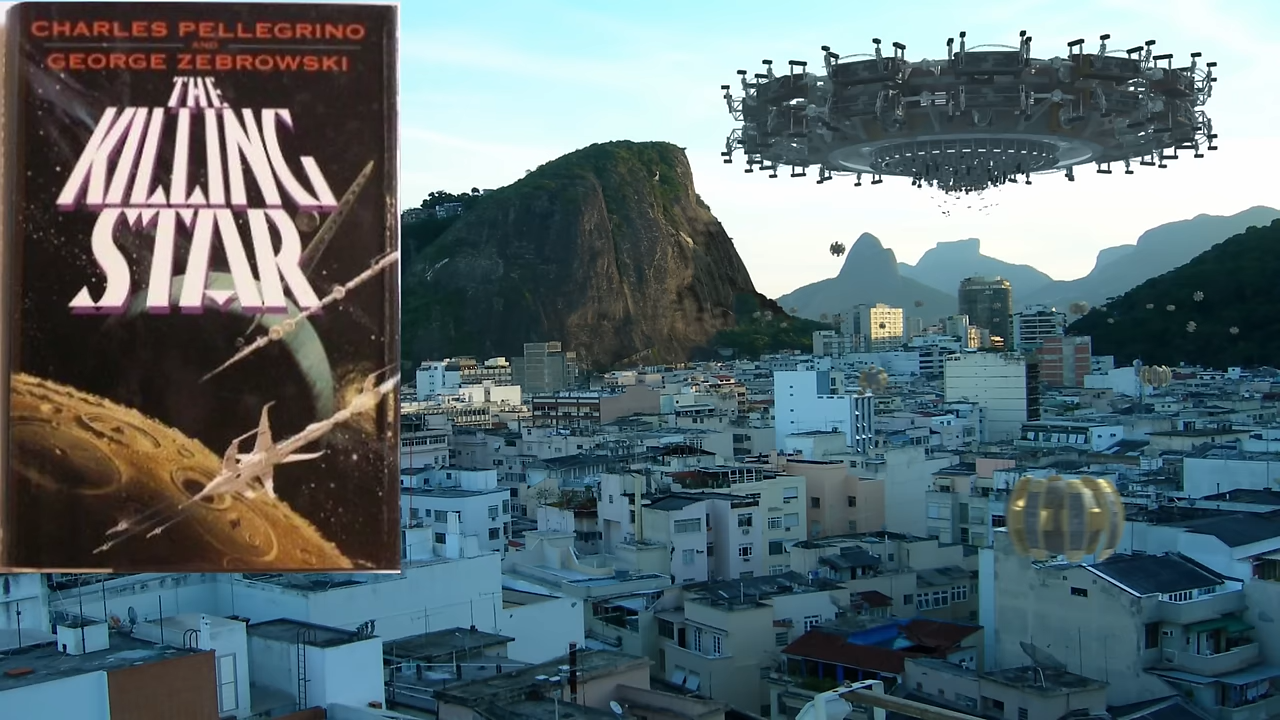 CHARLES PELLEGRINO
AND
GEORGE ZEBROWSKI
THE
KILLING
STAR